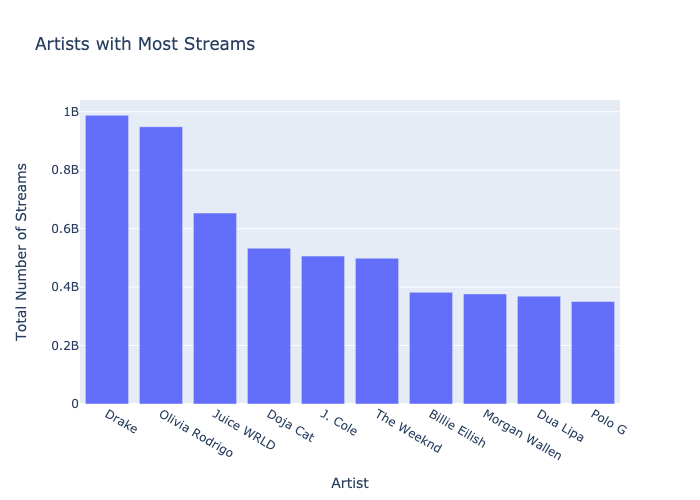 Artists with Most Streams
Total Number of Streams
1B
0.8B
0.6B
0.4B
0.2B
0
Drake
Olivia Rodrigo
Juice WRLD
Doja Cat
J. Cole
The Weeknd
Billie Eilish
Morgan Wallen
Dua Lipa
Polo G
Artist